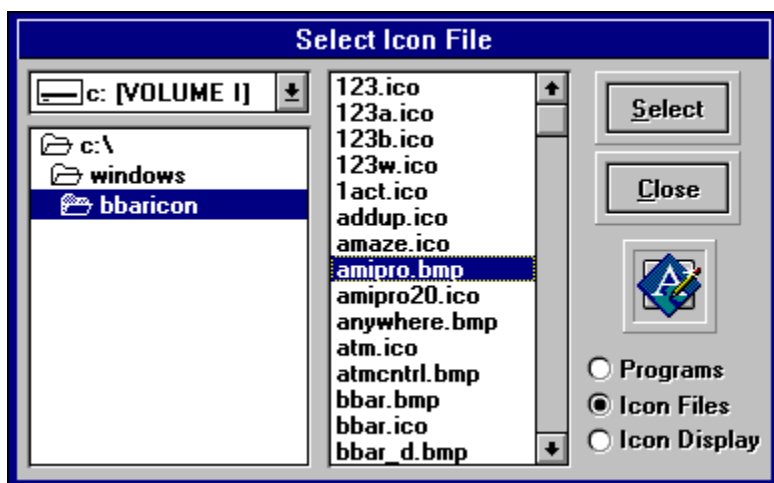 Select Icon File
c: [VOLUME I]
c:\
windows
bbaricon
123.ico
123a.ico
123b.ico
123w.ico
1act.ico
addup.ico
amaze.ico
amipro.bmp
amipro20.ico
anywhere.bmp
atm.ico
atmcntrl.bmp
bbar.bmp
bbar.ico
bbar_d.bmp
Select
Close
A
Programs
Icon Files
Icon Display